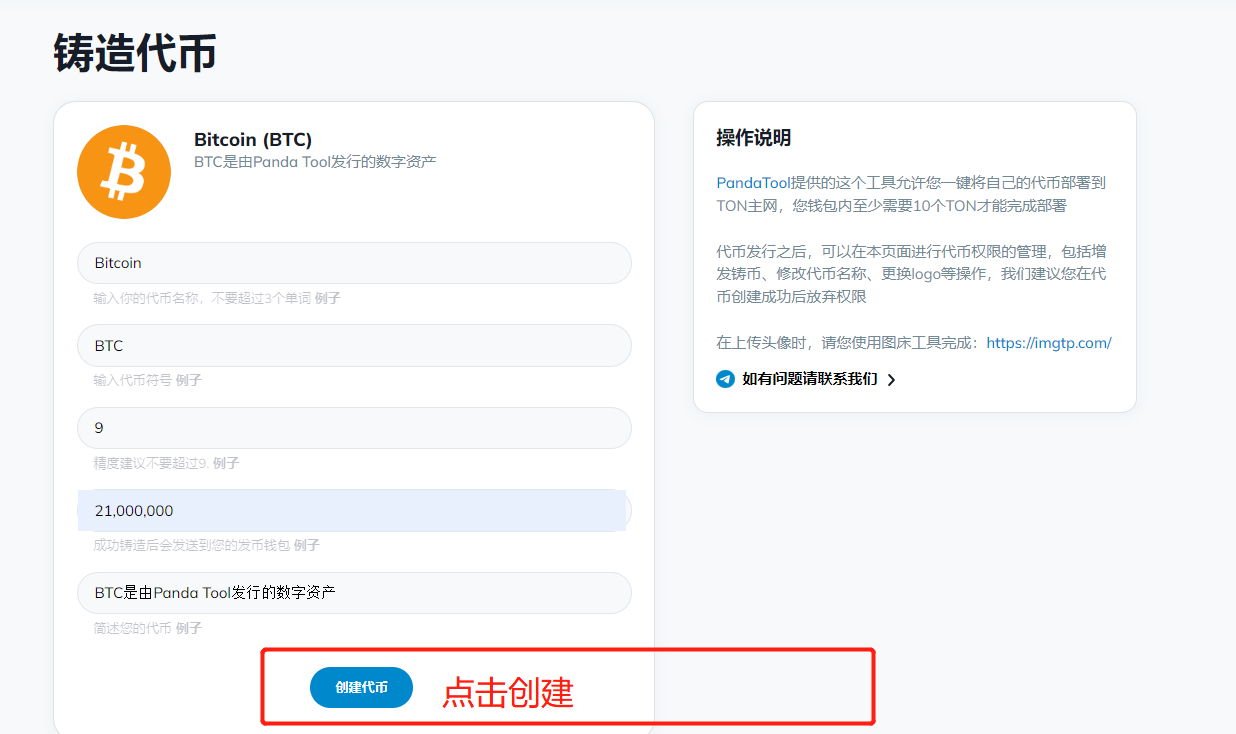 铸造代币
Bitcoin (BTC)
BTC是由Panda Tool发行的数字资产
Bitcoin
输入你的代币名称，不要超过3个单词 例子
BTC
输入代币符号 例子
9
精度建议不要超过9. 例子
21,000,000
成功铸造后会发送到您的发币钱包 例子
BTC是由Panda Tool发行的数字资产
简述您的代币 例子
创建代币
点击创建
操作说明
PandaTool提供的这个工具允许您一键将自己的代币部署到
TON主网，您钱包内至少需要10个TON才能完成部署
代币发行之后，可以在本页面进行代币权限的管理，包括增
发铸币、修改代币名称、更换logo等操作，我们建议您在代
币创建成功后放弃权限
在上传头像时，请您使用图床工具完成：https://imgtp.com/
如有问题请联系我们